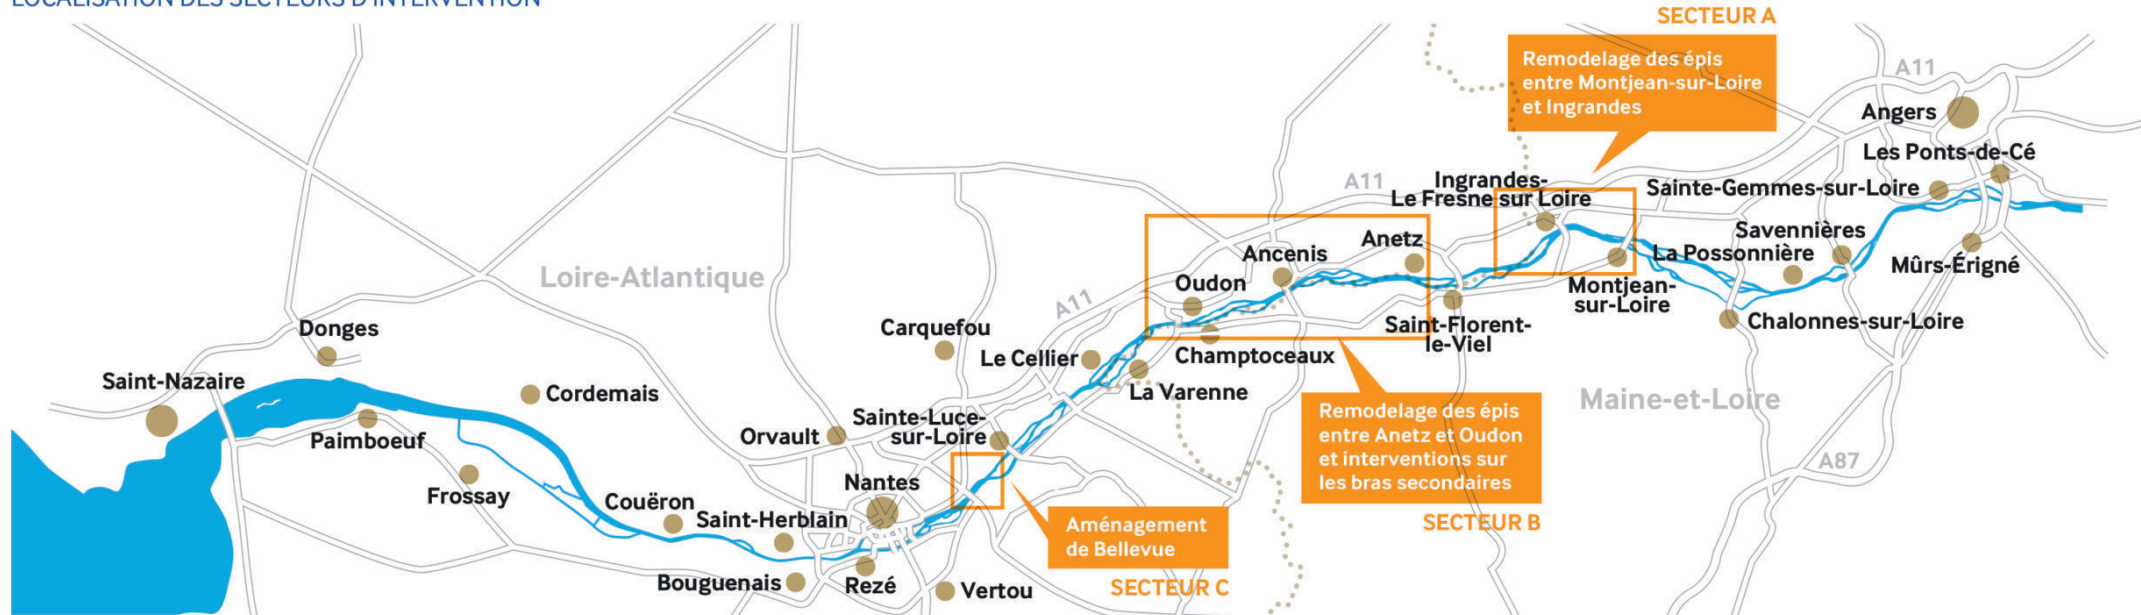 LOCALISATION DES SECTEURS D'INTERVENTION
SECTEUR A
Remodelage des épis
entre Montjean-sur-Loire
et Ingrandes
A11
Angers
Les Ponts-de-Cé
A11
Ingrandes-
Le Fresne sur Loire
Sainte-Gemmes-sur-Loire
Savennières
La Possonnière
Mûrs-Érigné
Anetz
Ancenis
Oudon
Loire-Atlantique
A11
Montjean-
sur-Loire
Saint-Florent-
le-Viel
Chalonnes-sur-Loire
Donges
Carquefou
Le Cellier
Champtoceaux
La Varenne
Saint-Nazaire
Cordemais
Maine-et-Loire
Paimboeuf
Orvault
Sainte-Luce-
sur-Loire
Remodelage des épis
entre Anetz et Oudon
et interventions sur
les bras secondaires
SECTEUR B
A87
Frossay
Couëron
Saint-Herblain
Nantes
Aménagement
de Bellevue
SECTEUR C
Bouguenais
Rezé
Vertou